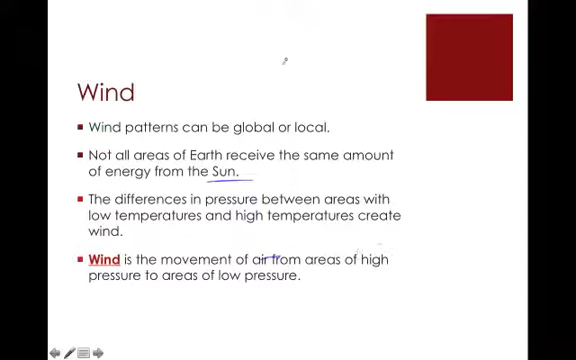 Wind
Wind patterns can be global or local.
Not all areas of Earth receive the same amount
of energy from the Sun.
The differences in pressure between areas with
low temperatures and high temperatures create
wind.
Wind is the movement of air from areas of high
pressure to areas of low pressure.